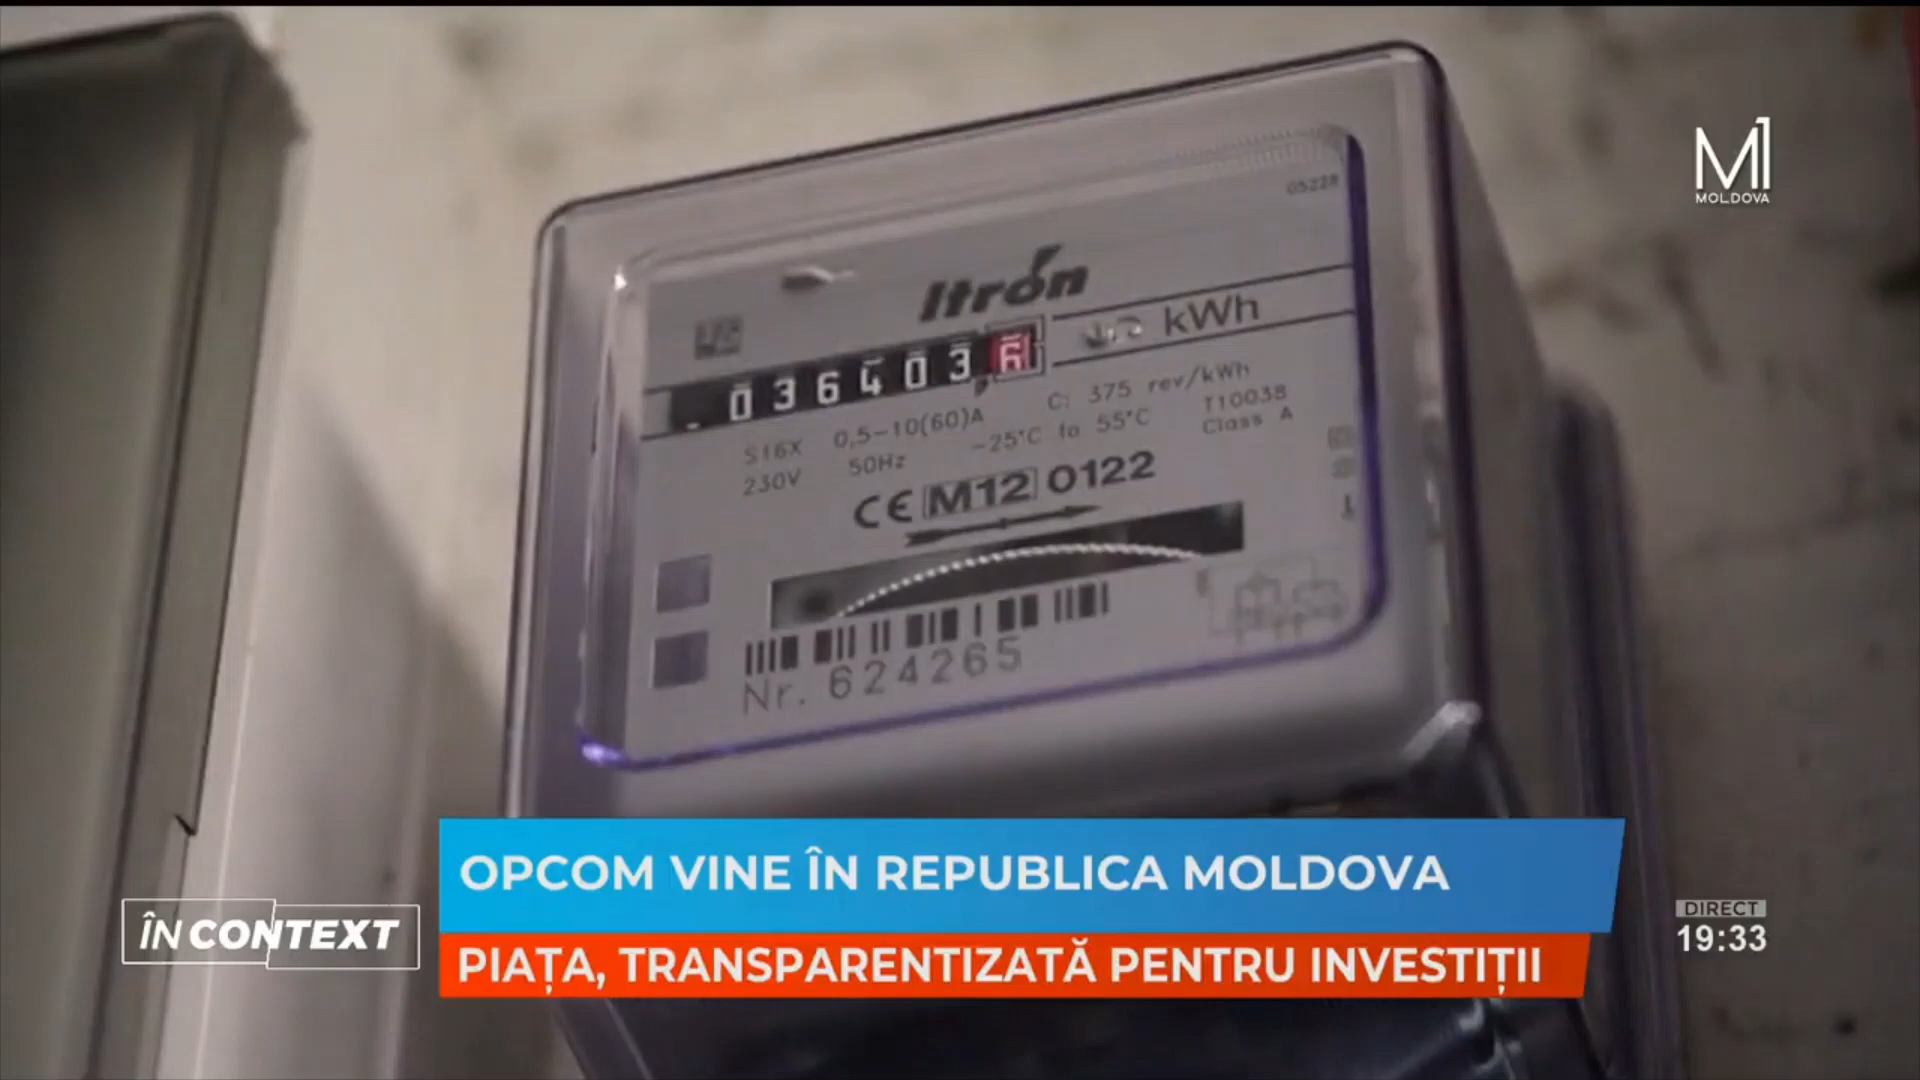 M1
MOLDOVA
05228
Itrón
kWh
0364036
S16X 0,5-10(60)A C: 375 rev/kWh
230V 50Hz -25°C to 55°C T10038
Class A
CE M12 0122
Nr. 624265
OPCOM VINE ÎN REPUBLICA MOLDOVA
ÎN CONTEXT
PIAȚA, TRANSPARENTIZATĂ PENTRU INVESTIȚII
DIRECT
19:33